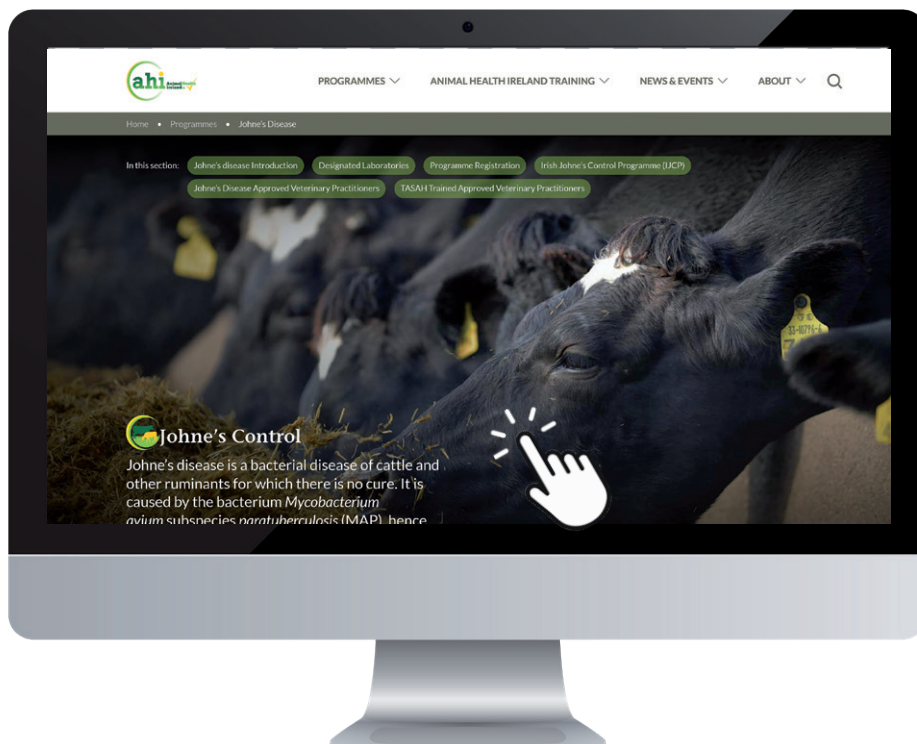 ahi Animal Health
Ireland
PROGRAMMES ANIMAL HEALTH IRELAND TRAINING NEWS & EVENTS ABOUT
Home • Programmes • Johne's Disease
In this section: Johne's disease Introduction Designated Laboratories Programme Registration Irish Johne's Control Programme (IJCP)
Johne's Disease Approved Veterinary Practitioners TASAH Trained Approved Veterinary Practitioners
Johne's Control
Johne's disease is a bacterial disease of cattle and
other ruminants for which there is no cure. It is
caused by the bacterium Mycobacterium
avium subspecies paratuberculosis (MAP), hence